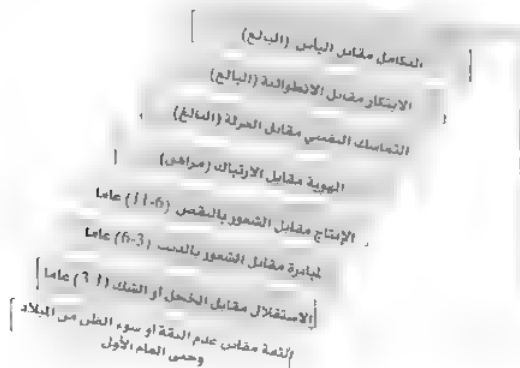 التكامل مقابل اليأس (البالغ)
الابتكار مقابل الانطوائية (البالغ)
التماسك النفسي مقابل العزلة (البالغ)
الهوية مقابل الارتباك (مراهق)
الإنتاج مقابل الشعور بالنقص (6-11) عاما
لمبادرة مقابل الشعور بالذنب (3-6) عاما
الاستقلال مقابل الخجل أو الشك (1-3) عاما
الثقة مقابل عدم الثقة او سوء الظن من الميلاد
وحتى العام الأول